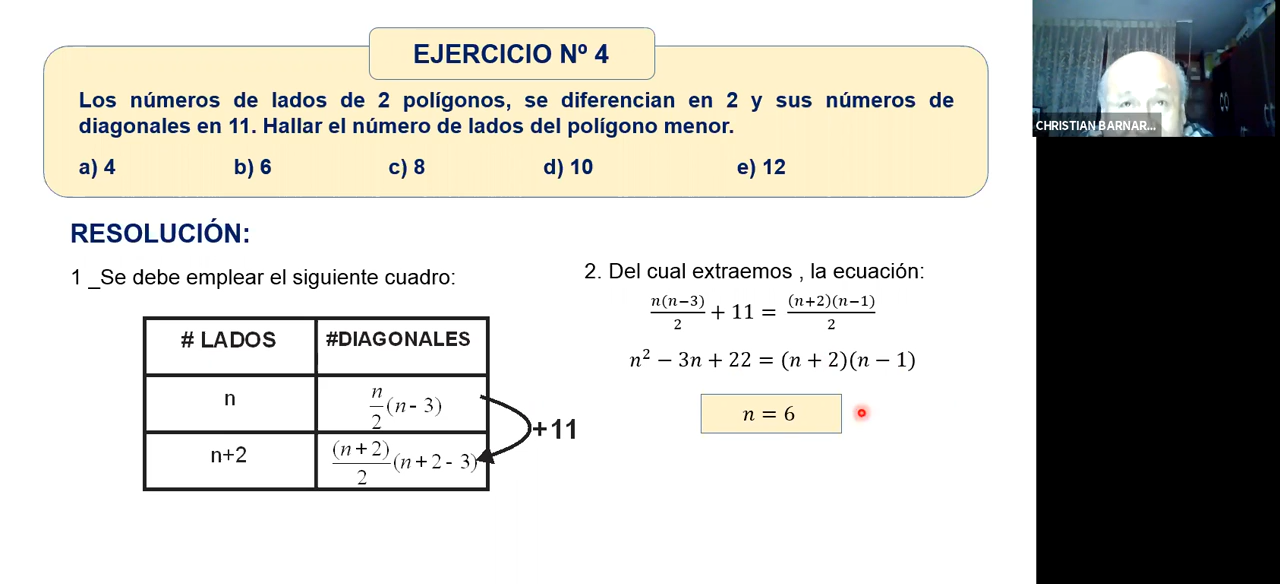 EJERCICIO Nº 4
Los números de lados de 2 polígonos, se diferencian en 2 y sus números de
diagonales en 11. Hallar el número de lados del polígono menor.
a) 4 b) 6 c) 8 d) 10 e) 12
RESOLUCIÓN:
1 _Se debe emplear el siguiente cuadro:
# LADOS #DIAGONALES
n n/2 (n - 3)
n+2 (n + 2)/2 (n + 2 - 3)
+11
2. Del cual extraemos , la ecuación:
n(n−3)/2 + 11 = (n+2)(n−1)/2
n² − 3n + 22 = (n + 2)(n − 1)
n = 6
CHRISTIAN BARNAR...